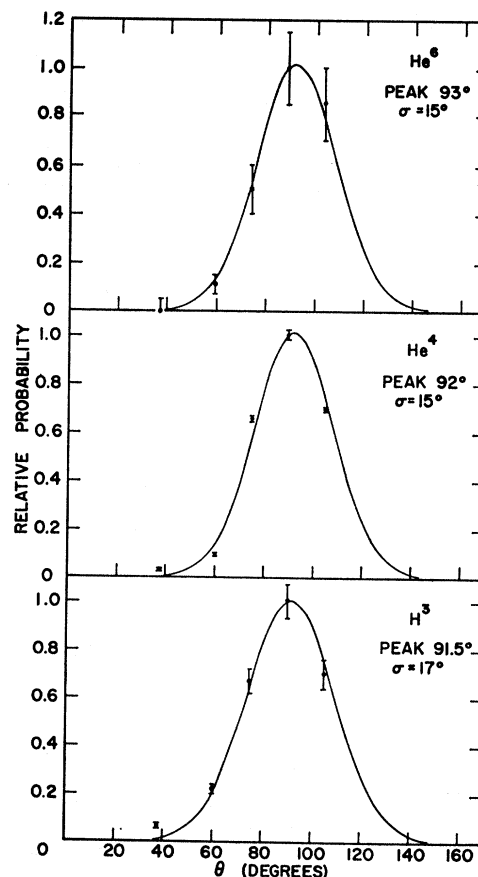 1.2
1.0
0.8
0.6
0.4
0.2
0
He⁶
PEAK 93°
σ=15°
1.0
0.8
0.6
0.4
0.2
0
He⁴
PEAK 92°
σ=15°
RELATIVE PROBABILITY
1.0
0.8
0.6
0.4
0.2
0
H³
PEAK 91.5°
σ=17°
40 60 80 100 120 140 160
θ (DEGREES)